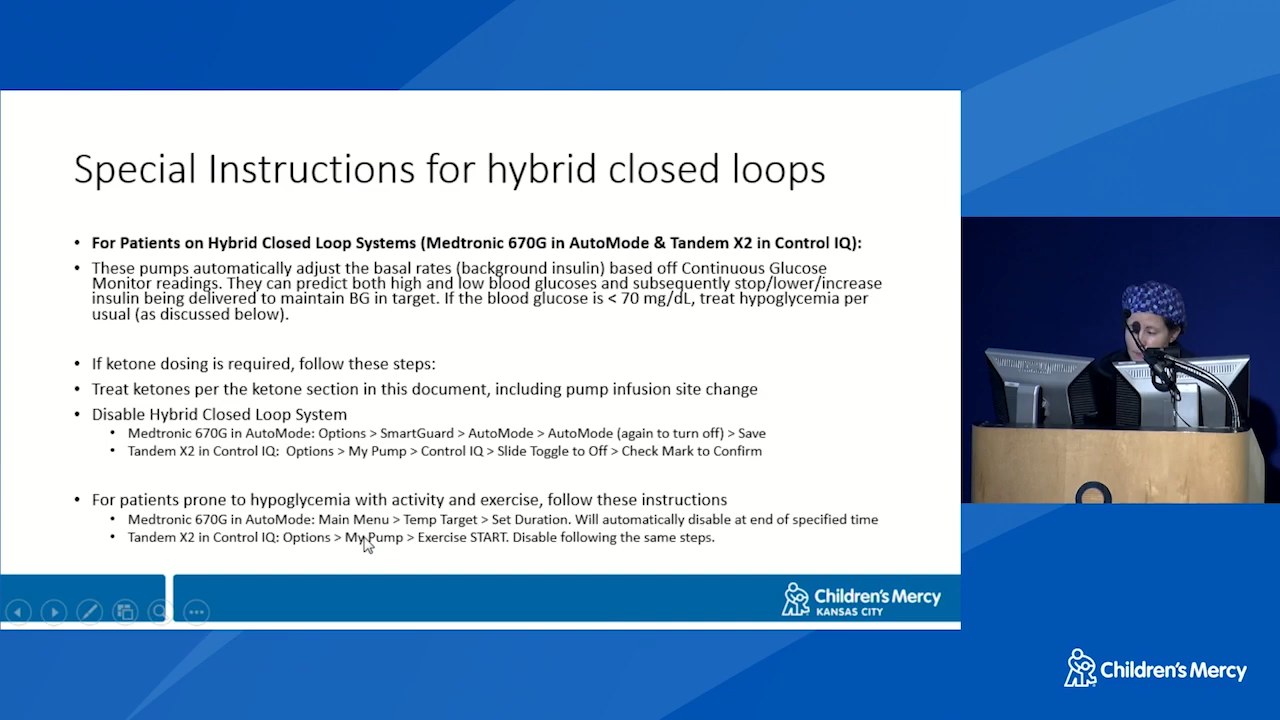 Special Instructions for hybrid closed loops
• For Patients on Hybrid Closed Loop Systems (Medtronic 670G in AutoMode & Tandem X2 in Control IQ):
• These pumps automatically adjust the basal rates (background insulin) based off Continuous Glucose
Monitor readings. They can predict both high and low blood glucoses and subsequently stop/lower/increase
insulin being delivered to maintain BG in target. If the blood glucose is < 70 mg/dL, treat hypoglycemia per
usual (as discussed below).
• If ketone dosing is required, follow these steps:
• Treat ketones per the ketone section in this document, including pump infusion site change
• Disable Hybrid Closed Loop System
• Medtronic 670G in AutoMode: Options > SmartGuard > AutoMode > AutoMode (again to turn off) > Save
• Tandem X2 in Control IQ: Options > My Pump > Control IQ > Slide Toggle to Off > Check Mark to Confirm
• For patients prone to hypoglycemia with activity and exercise, follow these instructions
• Medtronic 670G in AutoMode: Main Menu > Temp Target > Set Duration. Will automatically disable at end of specified time
• Tandem X2 in Control IQ: Options > My Pump > Exercise START. Disable following the same steps.
Children's Mercy
KANSAS CITY
Children's Mercy